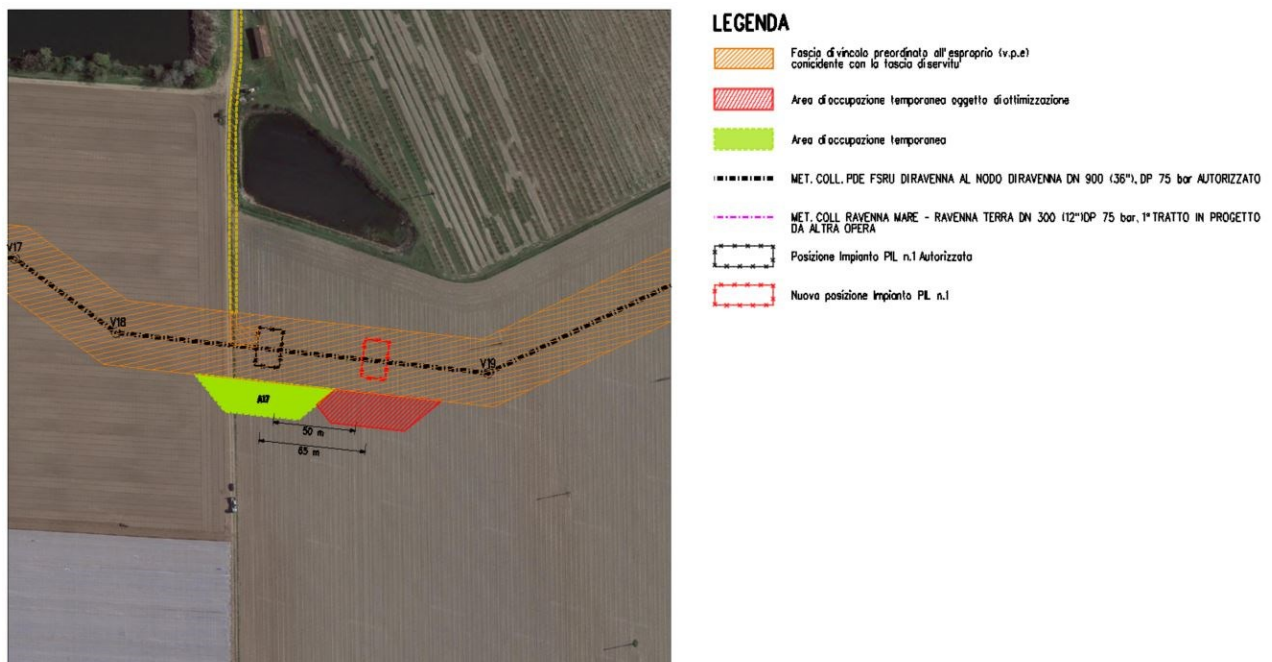 LEGENDA
Fascia di vincolo preordinato all'esproprio (v.p.e)
conicidente con la fascia di servitu'
Area di occupazione temporanea oggetto di ottimizzazione
Area di occupazione temporanea
MET. COLL. PDE FSRU DI RAVENNA AL NODO DI RAVENNA DN 900 (36"), DP 75 bar AUTORIZZATO
MET. COLL RAVENNA MARE - RAVENNA TERRA DN 300 (12")DP 75 bar, 1° TRATTO IN PROGETTO
DA ALTRA OPERA
Posizione Impianto PIL n.1 Autorizzata
Nuova posizione Impianto PIL n.1
V17
V18
V19
A17
50 m
65 m